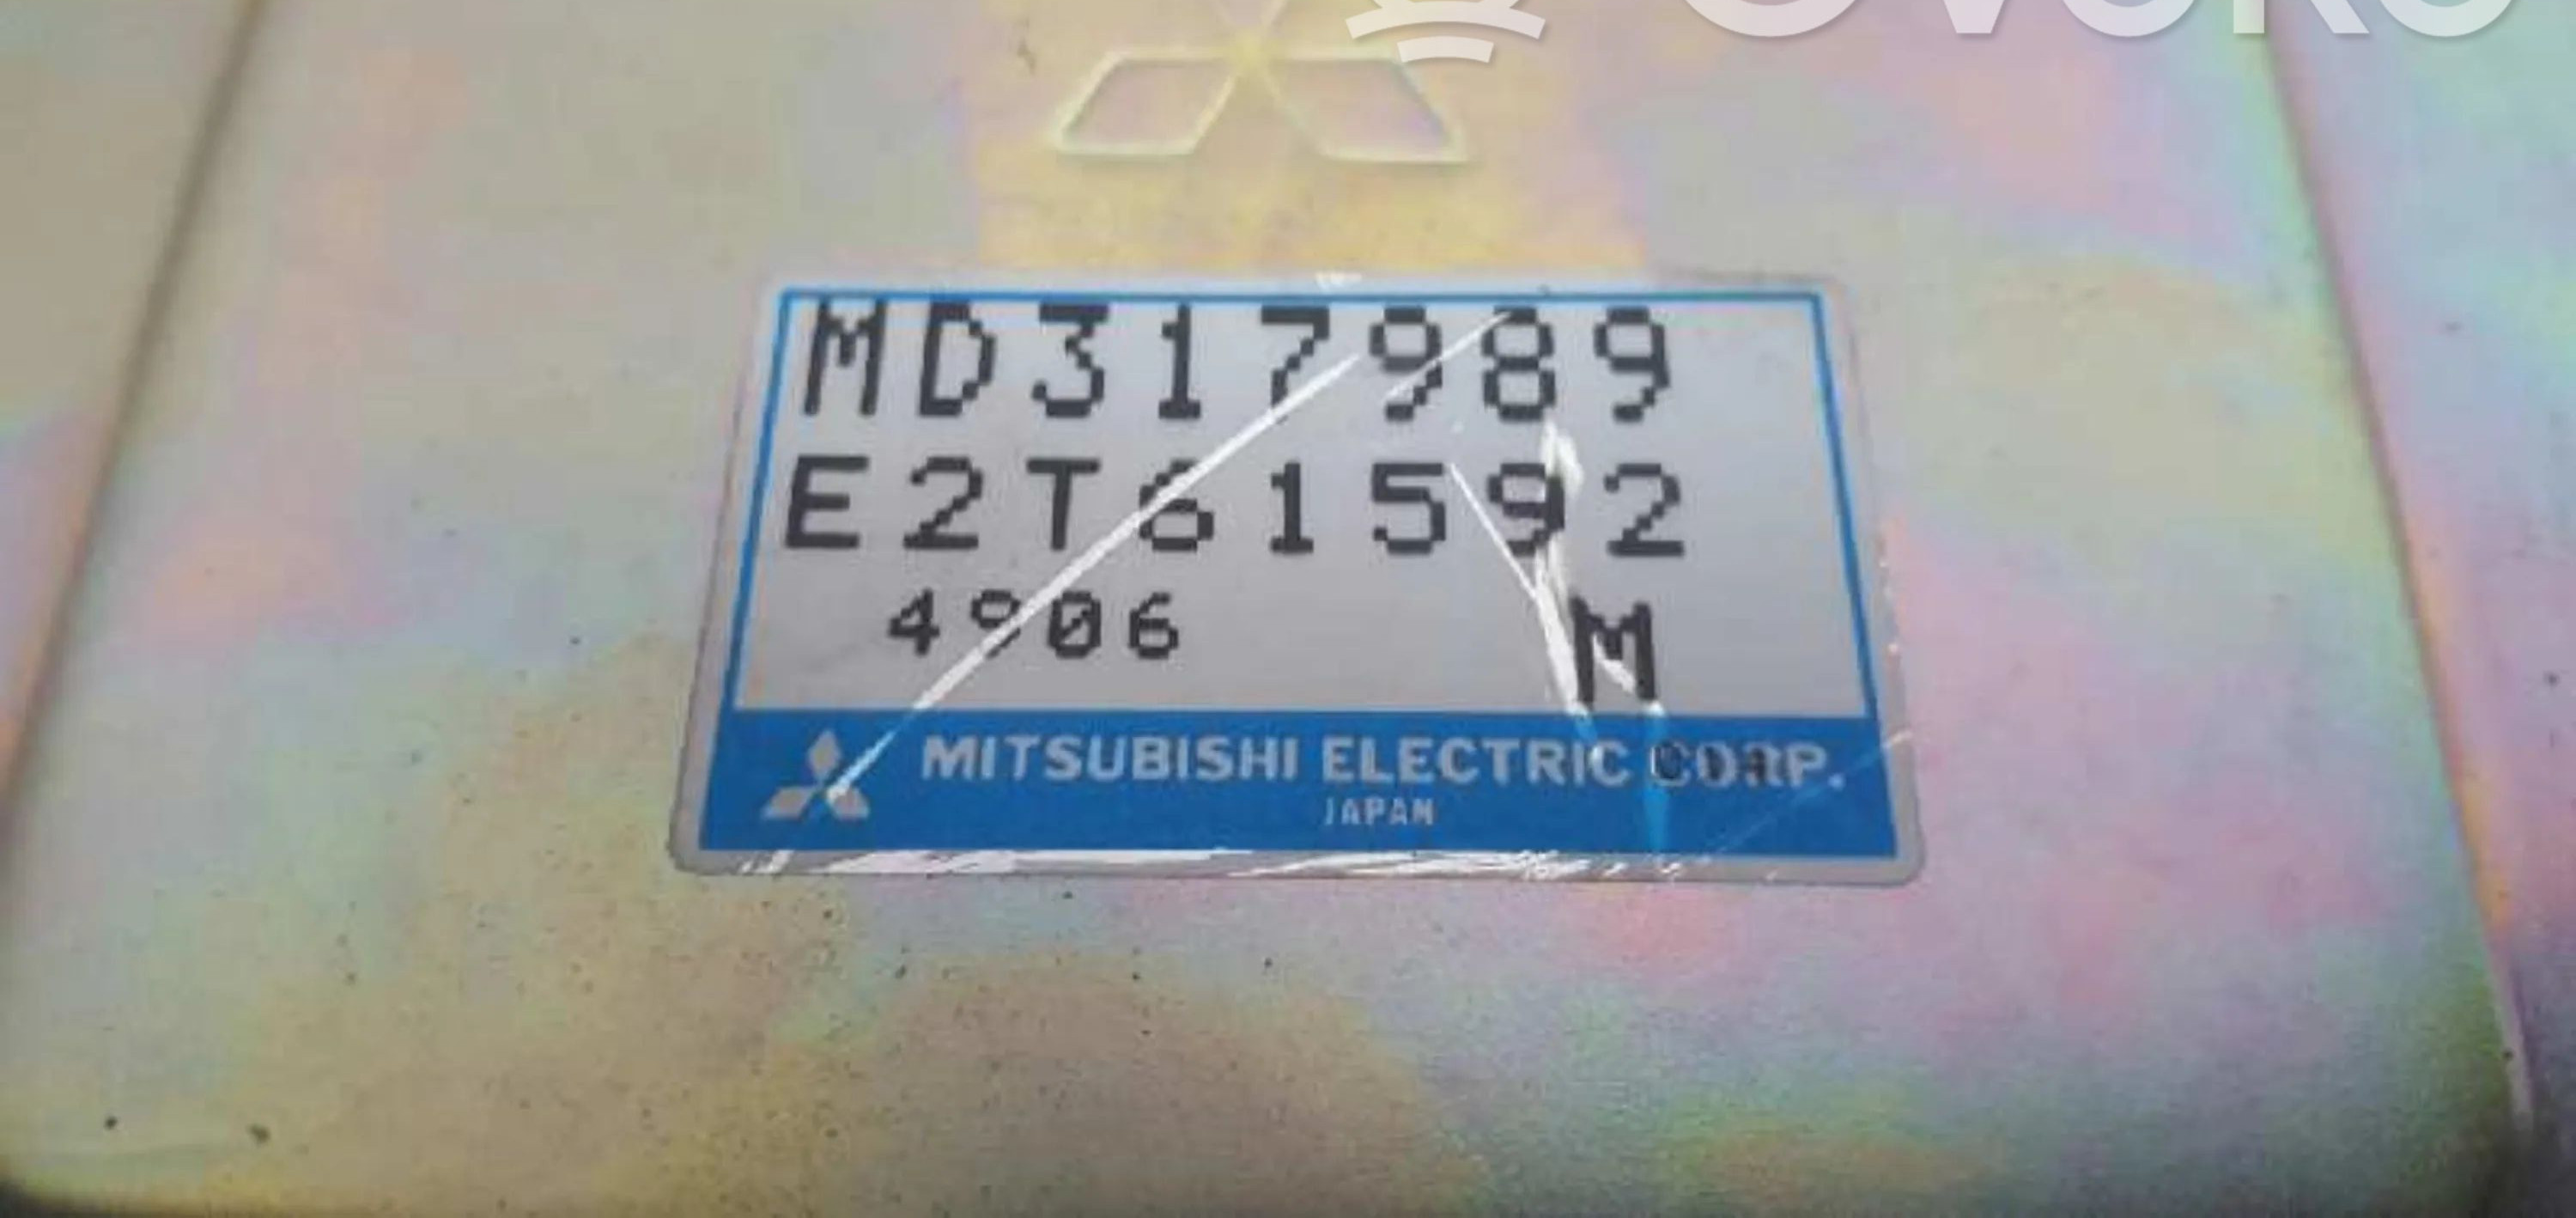 MD317989
E2T61592
4906 M
MITSUBISHI ELECTRIC CORP.
JAPAN